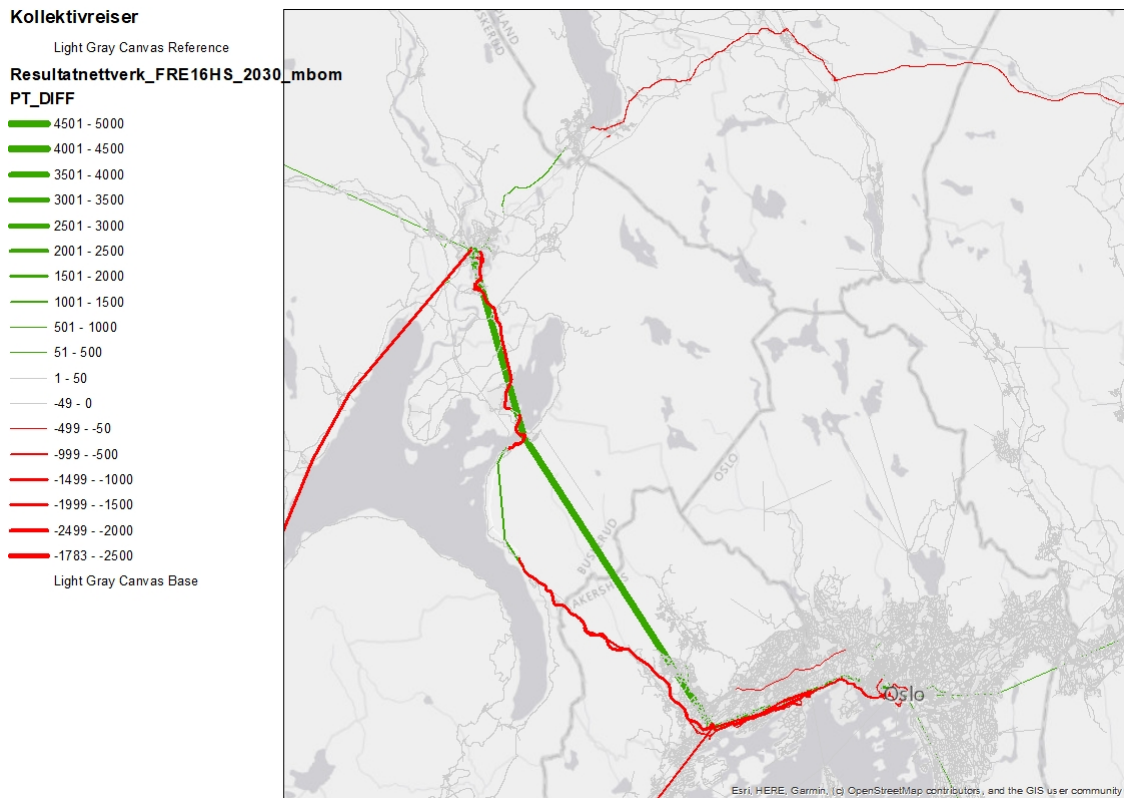 Kollektivreiser
Light Gray Canvas Reference
Resultatnettverk_FRE16HS_2030_mbom
PT_DIFF
4501 - 5000
4001 - 4500
3501 - 4000
3001 - 3500
2501 - 3000
2001 - 2500
1501 - 2000
1001 - 1500
501 - 1000
51 - 500
1 - 50
-49 - 0
-499 - -50
-999 - -500
-1499 - -1000
-1999 - -1500
-2499 - -2000
-1783 - -2500
Light Gray Canvas Base
OSLO
BUSKERUD
AKERSHUS
Oslo
Esri, HERE, Garmin, (c) OpenStreetMap contributors, and the GIS user community